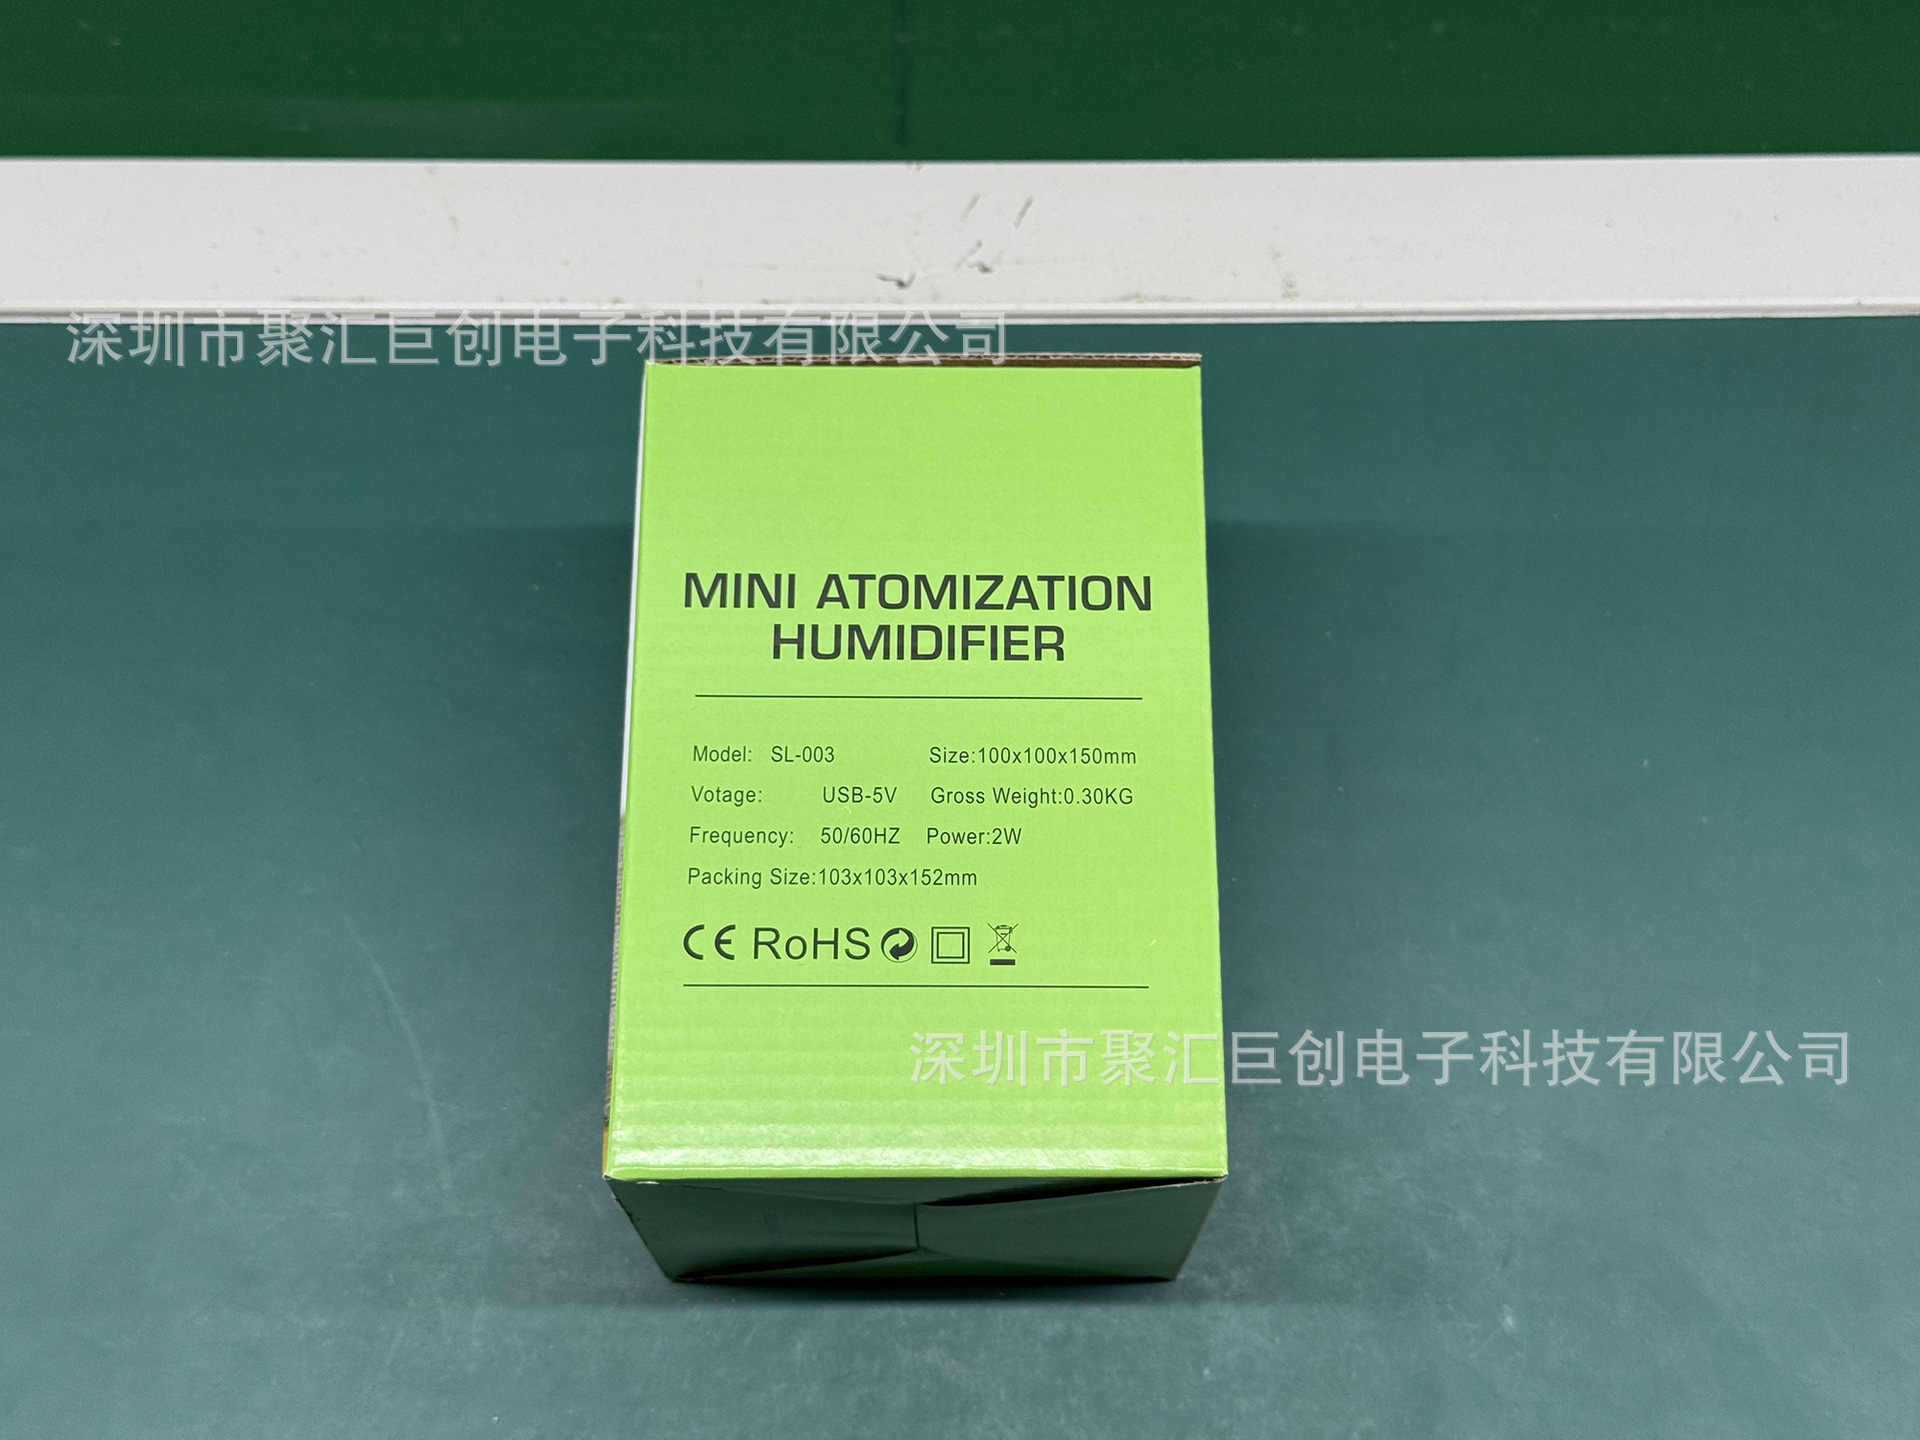 深圳市聚汇巨创电子科技有限公司
MINI ATOMIZATION
HUMIDIFIER
Model: SL-003 Size:100x100x150mm
Votage: USB-5V Gross Weight:0.30KG
Frequency: 50/60HZ Power:2W
Packing Size:103x103x152mm
CE RoHS
深圳市聚汇巨创电子科技有限公司